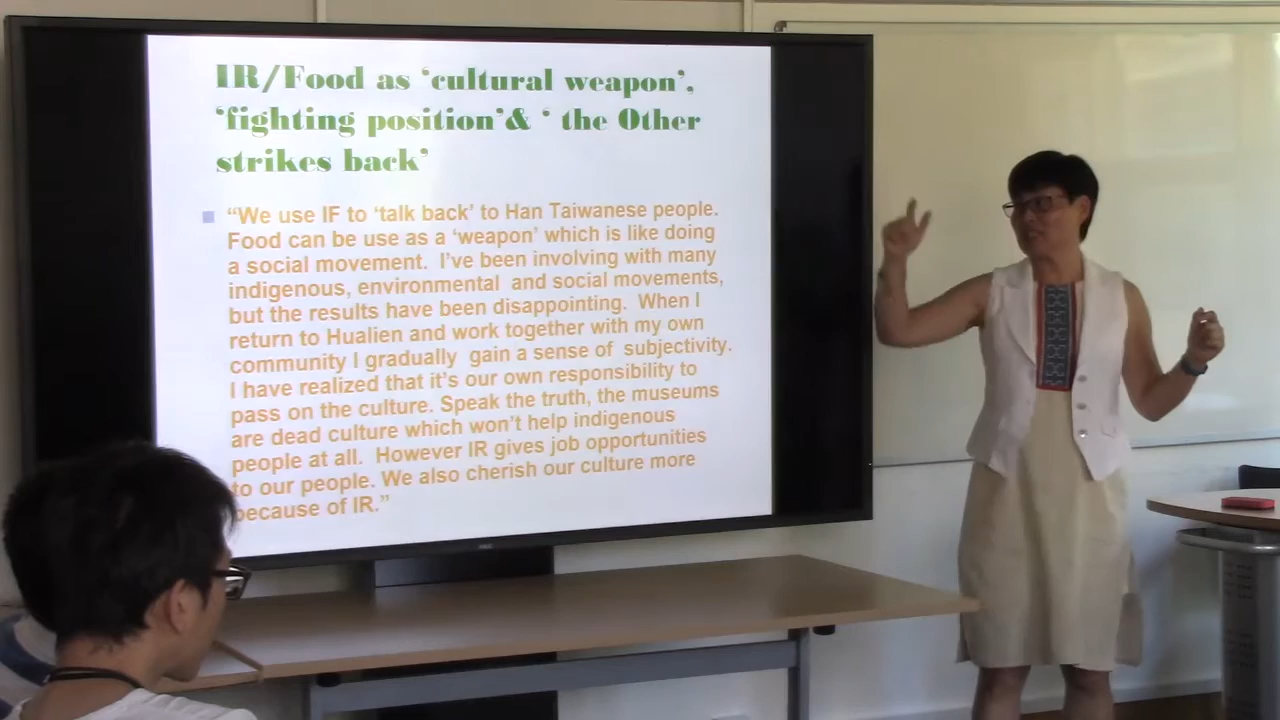 IR/Food as ‘cultural weapon’,
‘fighting position’& ‘ the Other
strikes back’
“We use IF to ‘talk back’ to Han Taiwanese people.
Food can be use as a ‘weapon’ which is like doing
a social movement.  I’ve been involving with many
indigenous, environmental  and social movements,
but the results have been disappointing.  When I
return to Hualien and work together with my own
community I gradually  gain a sense of  subjectivity.
I have realized that it’s our own responsibility to
pass on the culture. Speak the truth, the museums
are dead culture which won’t help indigenous
people at all.  However IR gives job opportunities
to our people. We also cherish our culture more
because of IR.”